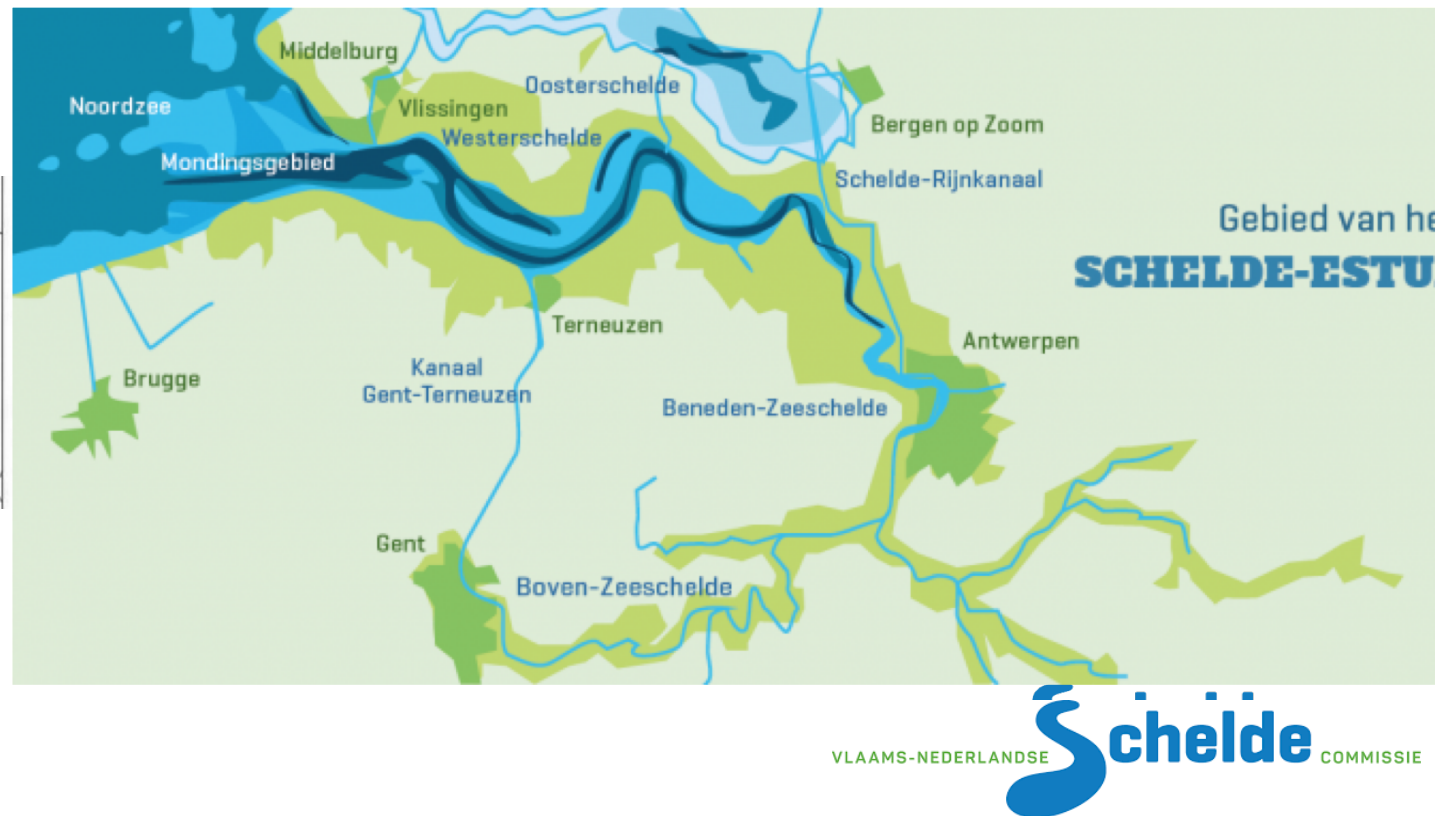 Middelburg
Oosterschelde
Noordzee
Vlissingen
Westerschelde
Bergen op Zoom
Mondingsgebied
Schelde-Rijnkanaal
Gebied van he
SCHELDE-ESTU
Terneuzen
Antwerpen
Kanaal
Gent-Terneuzen
Brugge
Beneden-Zeeschelde
Gent
Boven-Zeeschelde
VLAAMS-NEDERLANDSE Schelde COMMISSIE